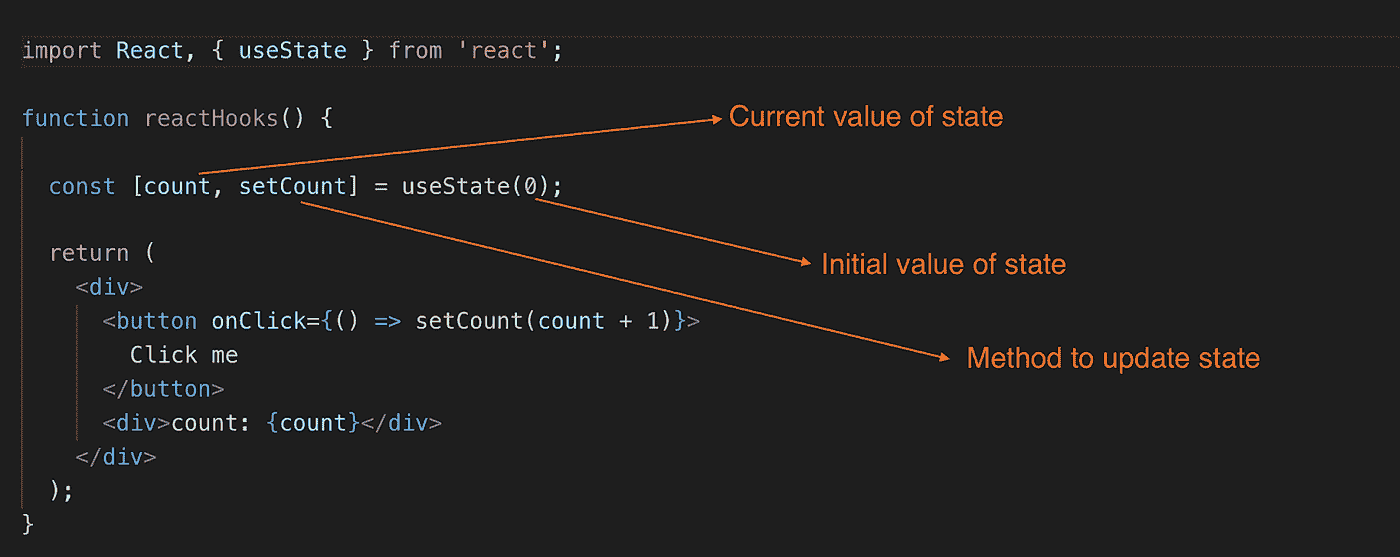 import React, { useState } from 'react';
function reactHooks() {
Current value of state
const [count, setCount] = useState(0);
return (
Initial value of state
<div>
<button onClick={() => setCount(count + 1)}>
Click me
Method to update state
</button>
<div>count: {count}</div>
</div>
);
}